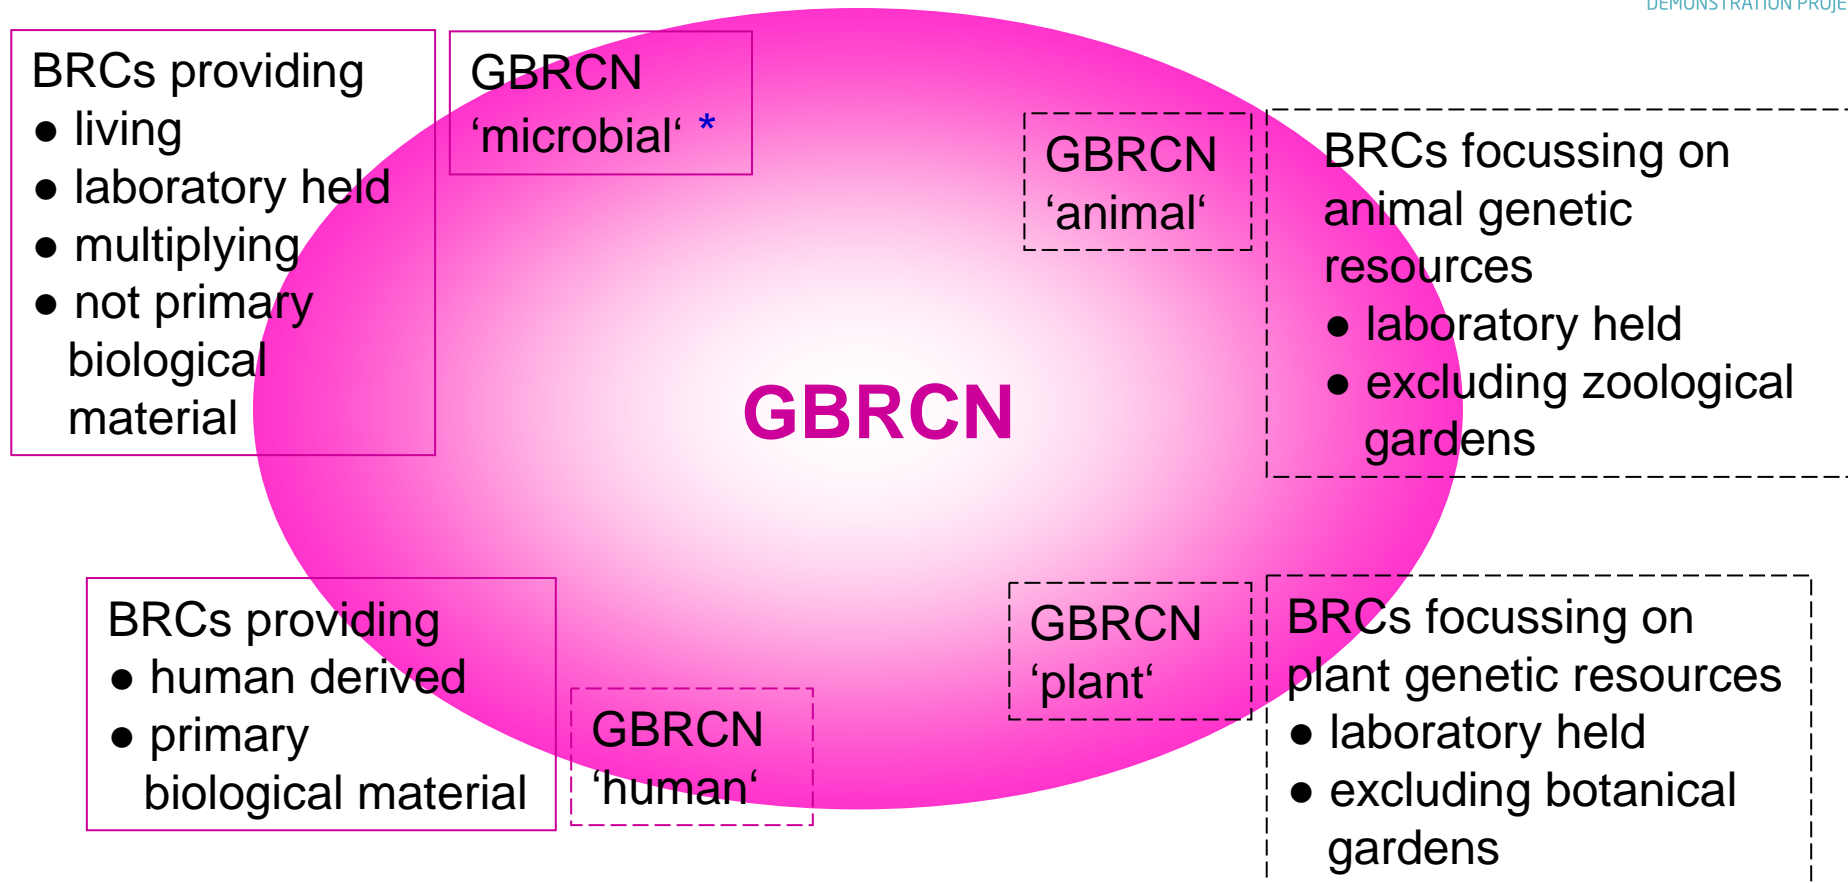 DEMONSTRATION PROJE
BRCs providing
● living
● laboratory held
● multiplying
● not primary
biological
material
GBRCN
‘microbial‘ *
GBRCN
‘animal‘
BRCs focussing on
animal genetic
resources
● laboratory held
● excluding zoological
gardens
GBRCN
BRCs providing
● human derived
● primary
biological material
GBRCN
‘human‘
GBRCN
‘plant‘
BRCs focussing on
plant genetic resources
● laboratory held
● excluding botanical
gardens